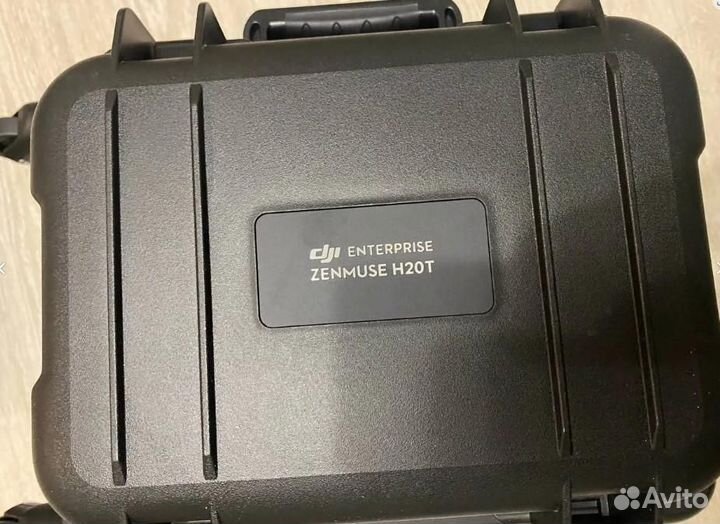 dji ENTERPRISE
ZENMUSE H20T
Avito